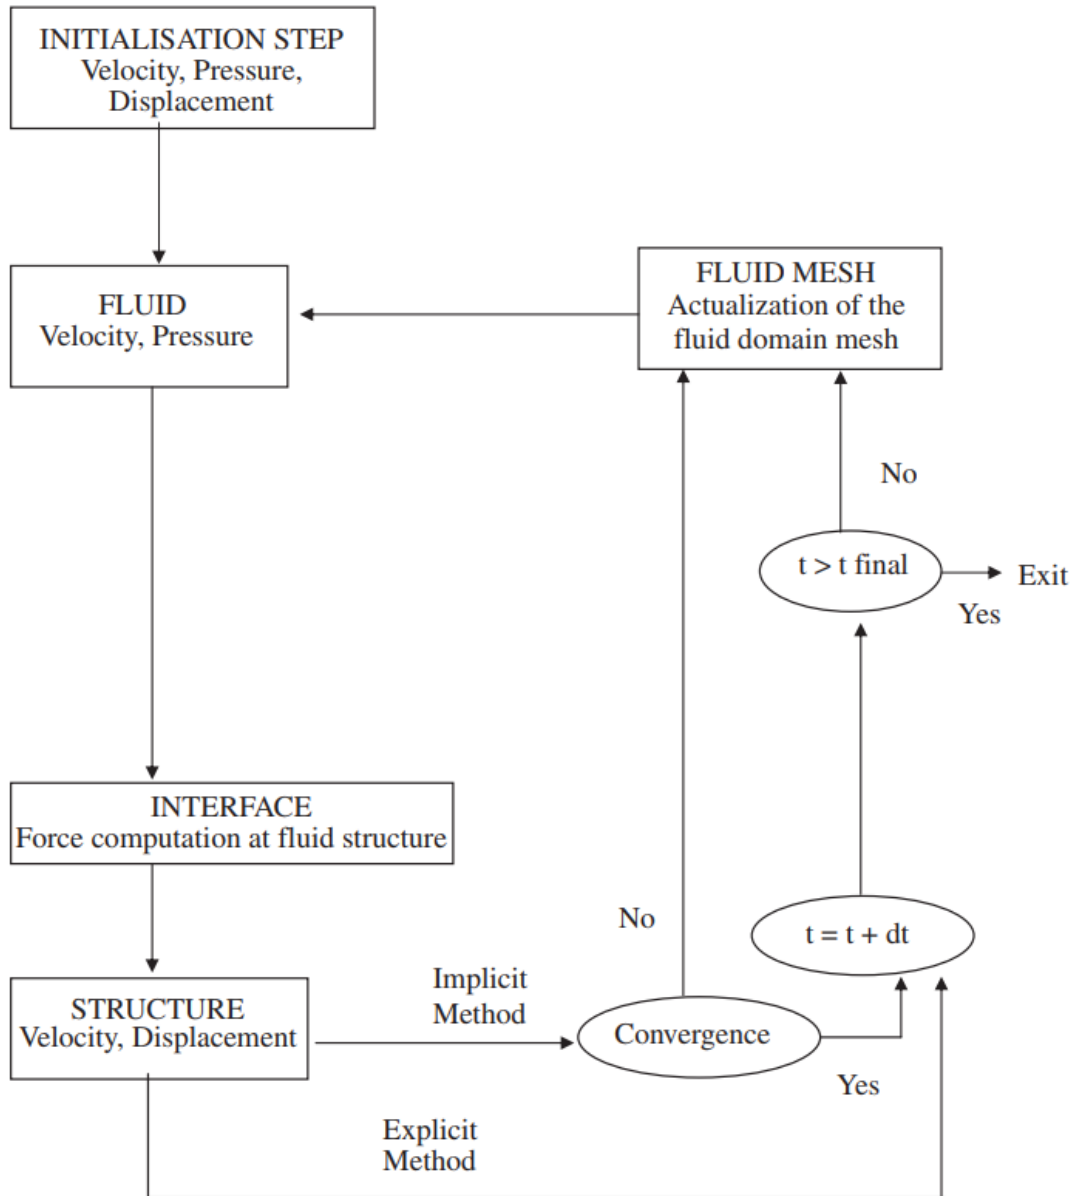 INITIALISATION STEP
Velocity, Pressure,
Displacement
FLUID
Velocity, Pressure
FLUID MESH
Actualization of the
fluid domain mesh
No
t > t final
Exit
Yes
INTERFACE
Force computation at fluid structure
No
t = t + dt
STRUCTURE
Velocity, Displacement
Implicit
Method
Convergence
Yes
Explicit
Method